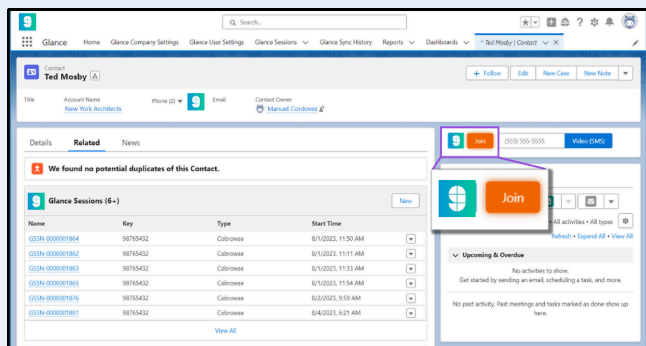 Search...
Glance
Home
Glance Company Settings
Glance User Settings
Glance Sessions
Glance Sync History
Reports
Dashboards
* Ted Mosby | Contact
Contact
Ted Mosby
+ Follow
Edit
New Case
New Note
Title
Account Name
New York Architects
Phone (2)
Email
Contact Owner
Manuel Cordovez
Details
Related
News
We found no potential duplicates of this Contact.
Glance Sessions (6+)
New
Name Key Type Start Time
GSSN-0000001864 98765432 Cobrowse 8/1/2023, 11:50 AM
GSSN-0000001862 98765432 Cobrowse 8/1/2023, 11:11 AM
GSSN-0000001863 98765432 Cobrowse 8/1/2023, 11:33 AM
GSSN-0000001865 98765432 Cobrowse 8/1/2023, 11:54 AM
GSSN-0000001876 98765432 Cobrowse 8/2/2023, 9:59 AM
GSSN-0000001881 98765432 Cobrowse 8/4/2023, 6:21 AM
View All
Join
(555) 555-5555
Video (SMS)
Join
• All activities • All types
Refresh • Expand All • View All
Upcoming & Overdue
No activities to show.
Get started by sending an email, scheduling a task, and more.
No past activity. Past meetings and tasks marked as done show up
here.